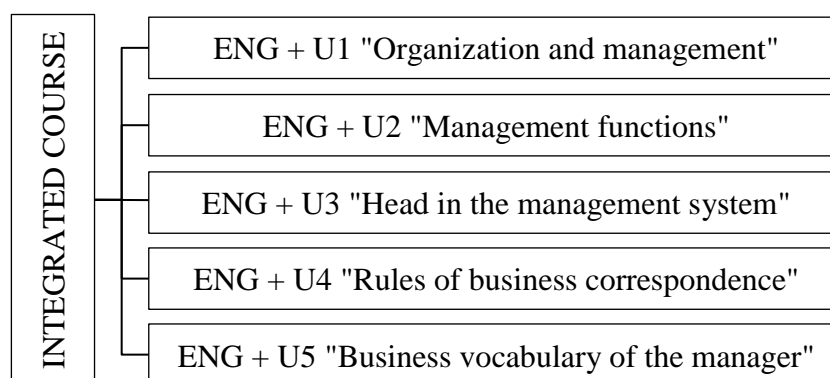 INTEGRATED COURSE
ENG + U1 "Organization and management"
ENG + U2 "Management functions"
ENG + U3 "Head in the management system"
ENG + U4 "Rules of business correspondence"
ENG + U5 "Business vocabulary of the manager"